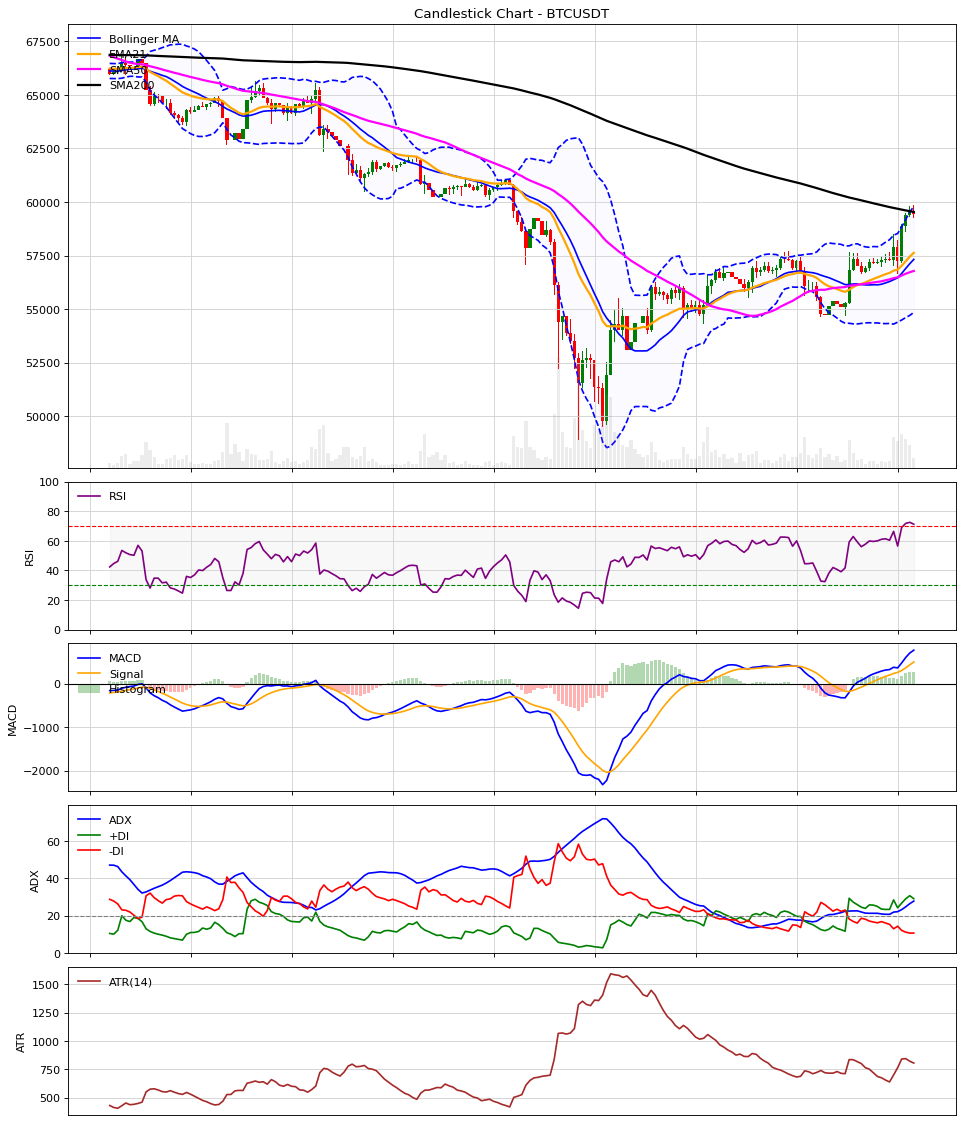 Candlestick Chart - BTCUSDT
67500
65000
62500
60000
57500
55000
52500
50000
Bollinger MA
EMA21
SMA50
SMA200
100
80
60
40
20
0
RSI
RSI
0
−1000
−2000
MACD
MACD
Signal
Histogram
60
40
20
0
ADX
ADX
+DI
-DI
1500
1250
1000
750
500
ATR
ATR(14)